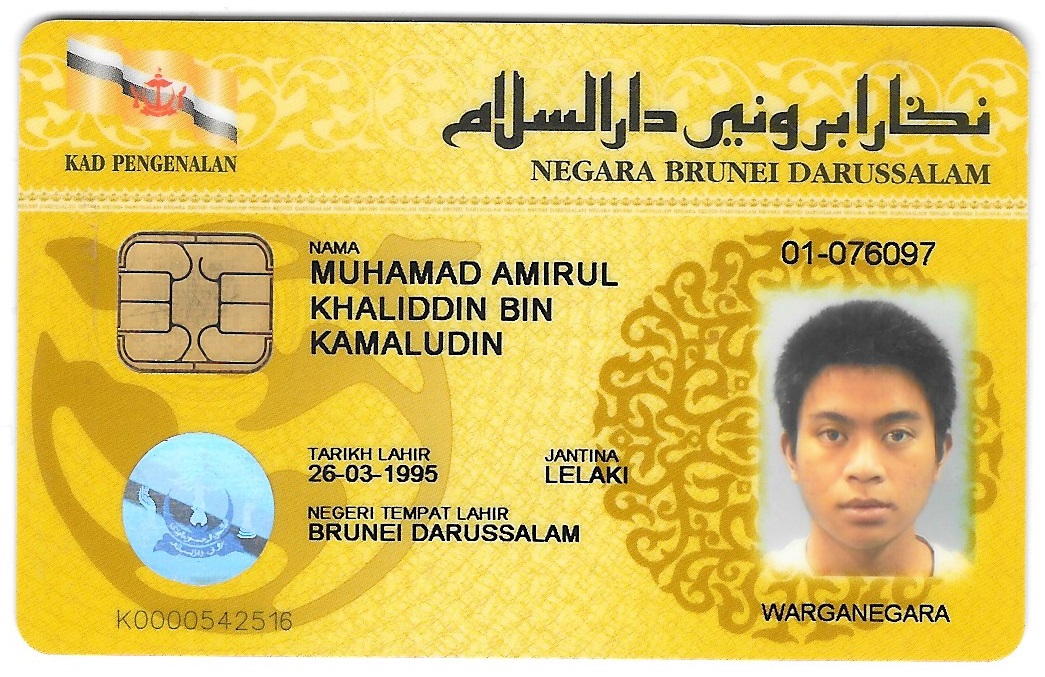 نݢارا بروني دارالسلام
KAD PENGENALAN
NEGARA BRUNEI DARUSSALAM
01-076097
NAMA
MUHAMAD AMIRUL
KHALIDDIN BIN
KAMALUDIN
TARIKH LAHIR
26-03-1995
JANTINA
LELAKI
NEGERI TEMPAT LAHIR
BRUNEI DARUSSALAM
K0000542516
WARGANEGARA